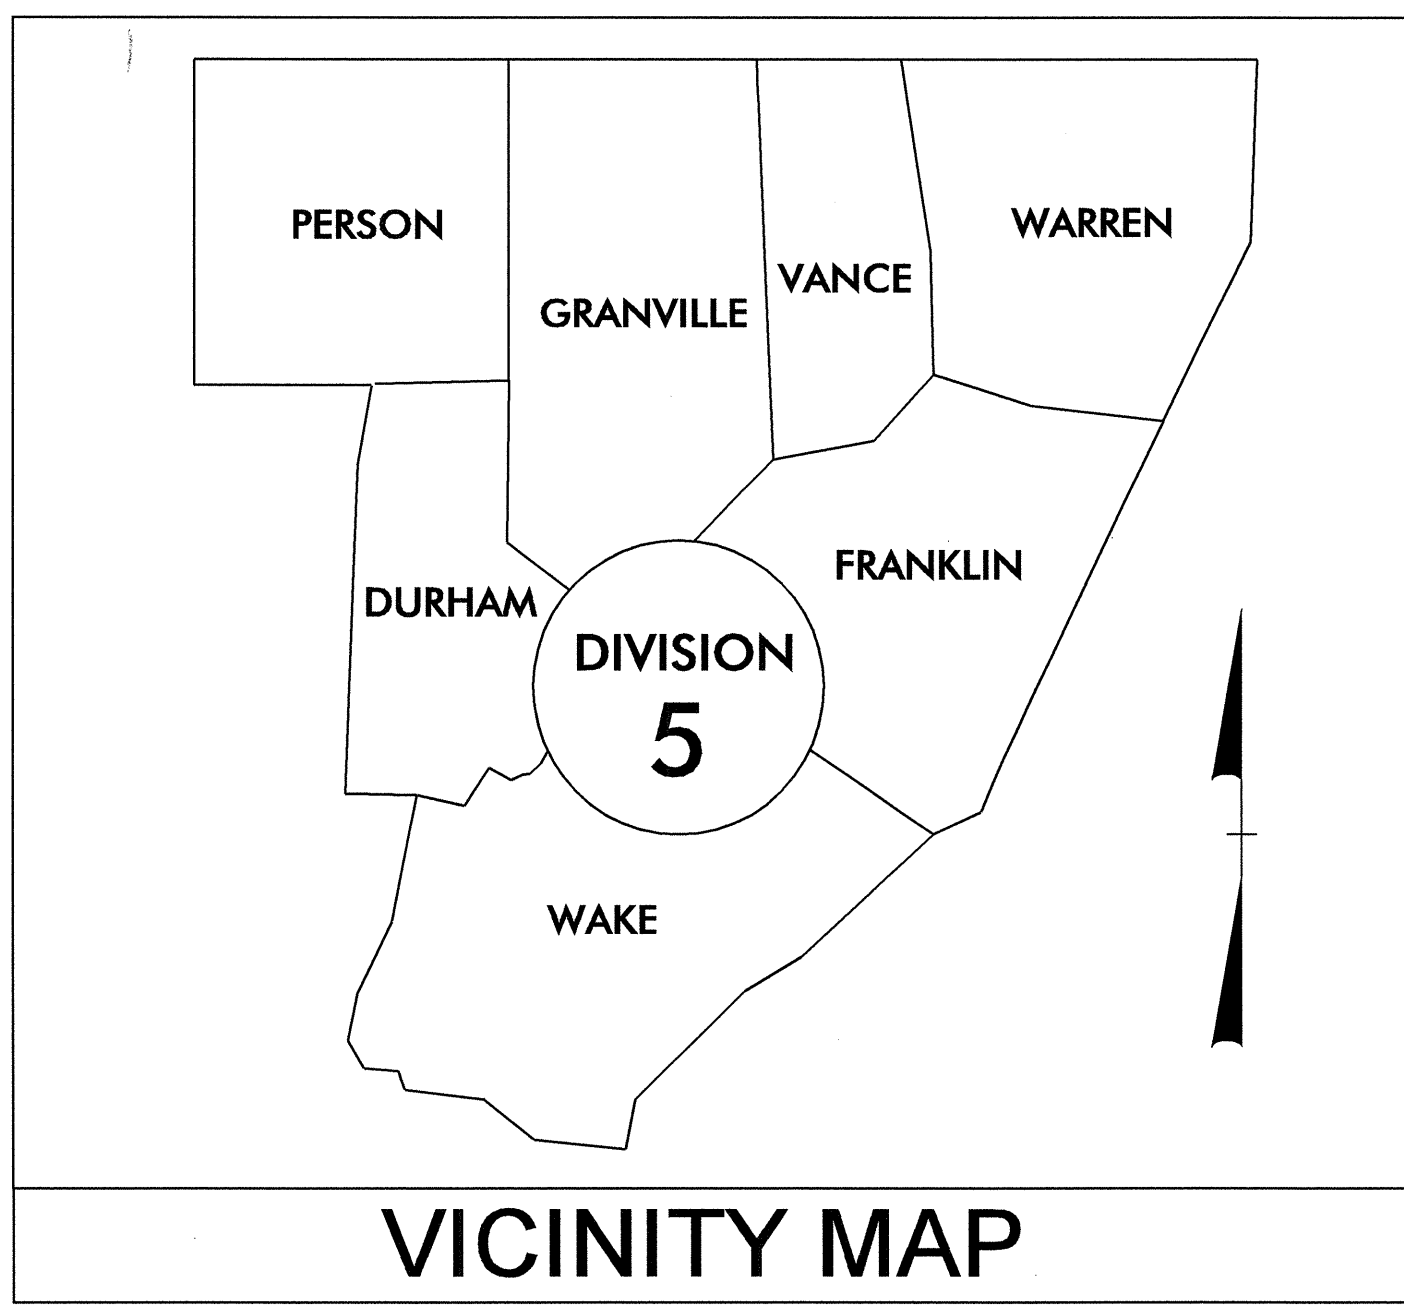 PERSON
WARREN
VANCE
GRANVILLE
FRANKLIN
DURHAM
DIVISION
5
WAKE
VICINITY MAP